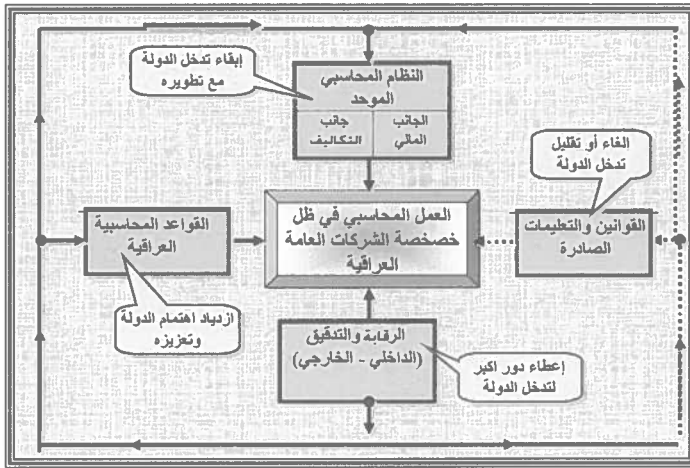 إبقاء تدخل الدولة
مع تطويره
النظام المحاسبي
الموحد
الجانب
المالي
جانب
التكاليف
الغاء أو تقليل
تدخل الدولة
القوانين والتعليمات
الصادرة
العمل المحاسبي في ظل
خصخصة الشركات العامة
العراقية
القواعد المحاسبية
العراقية
ازدياد اهتمام الدولة
وتعزيزه
الرقابة والتدقيق
(الداخلي - الخارجي)
إعطاء دور اكبر
لتدخل الدولة